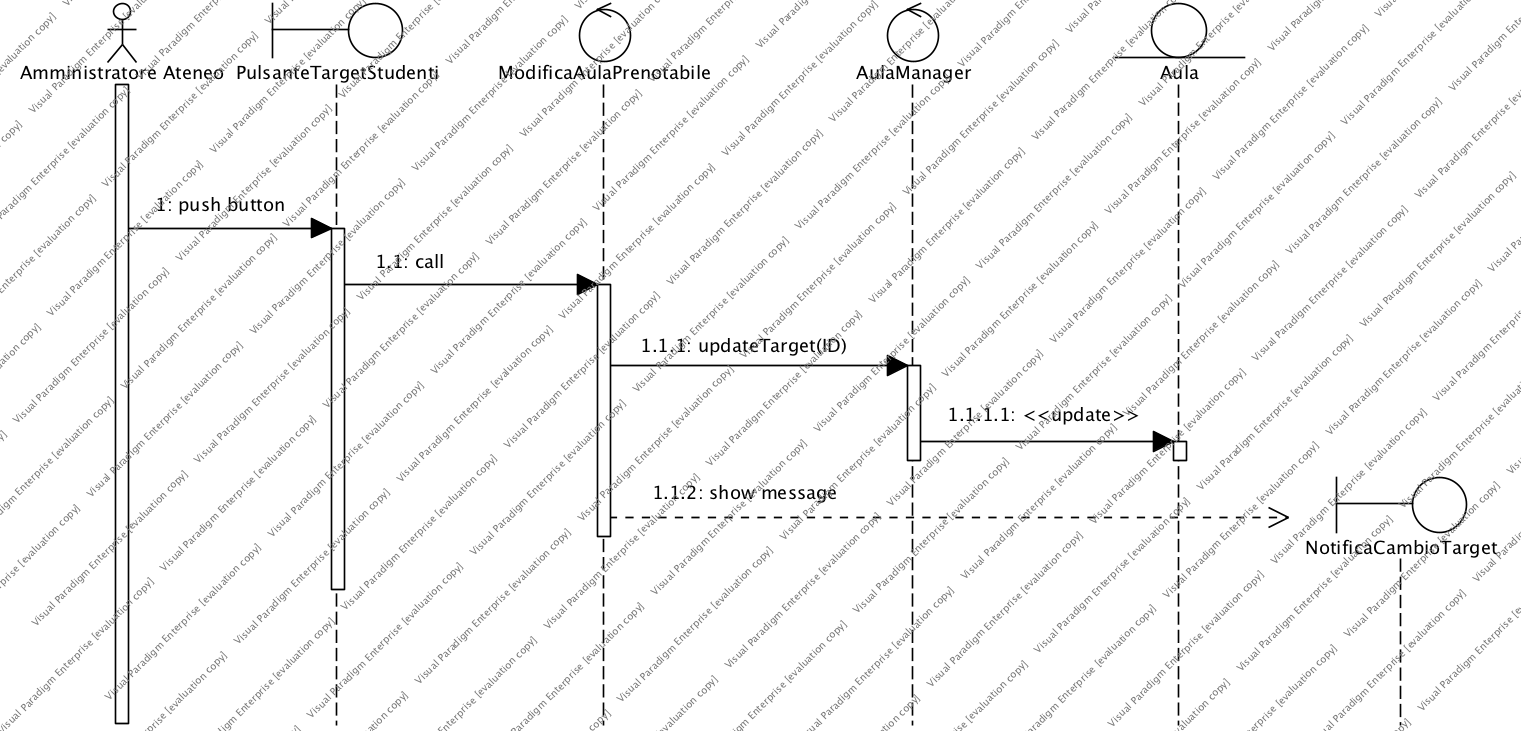 Amministratore Ateneo
PulsanteTargetStudenti
ModificaAulaPrenotabile
AulaManager
Aula
1: push button
1.1: call
1.1.1: updateTarget(ID)
1.1.1.1: <<update>>
1.1.2: show message
NotificaCambioTarget
Visual Paradigm Enterprise [evaluation copy]